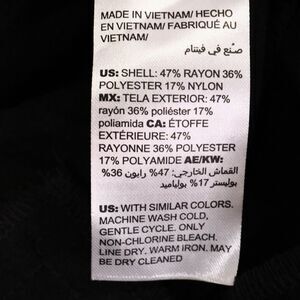 MADE IN VIETNAM/ HECHO
EN VIETNAM/ FABRIQUÉ AU
VIETNAM/
صنع في فيتنام
US: SHELL: 47% RAYON 36%
POLYESTER 17% NYLON
MX: TELA EXTERIOR: 47%
rayón 36% poliéster 17%
poliamida CA: ÉTOFFE
EXTÉRIEURE: 47%
RAYONNE 36% POLYESTER
17% POLYAMIDE AE/KW:
القماش الخارجي: 47% رايون 36%
بوليستر 17% بولياميد
US: WITH SIMILAR COLORS.
MACHINE WASH COLD,
GENTLE CYCLE. ONLY
NON-CHLORINE BLEACH.
LINE DRY. WARM IRON. MAY
BE DRY CLEANED